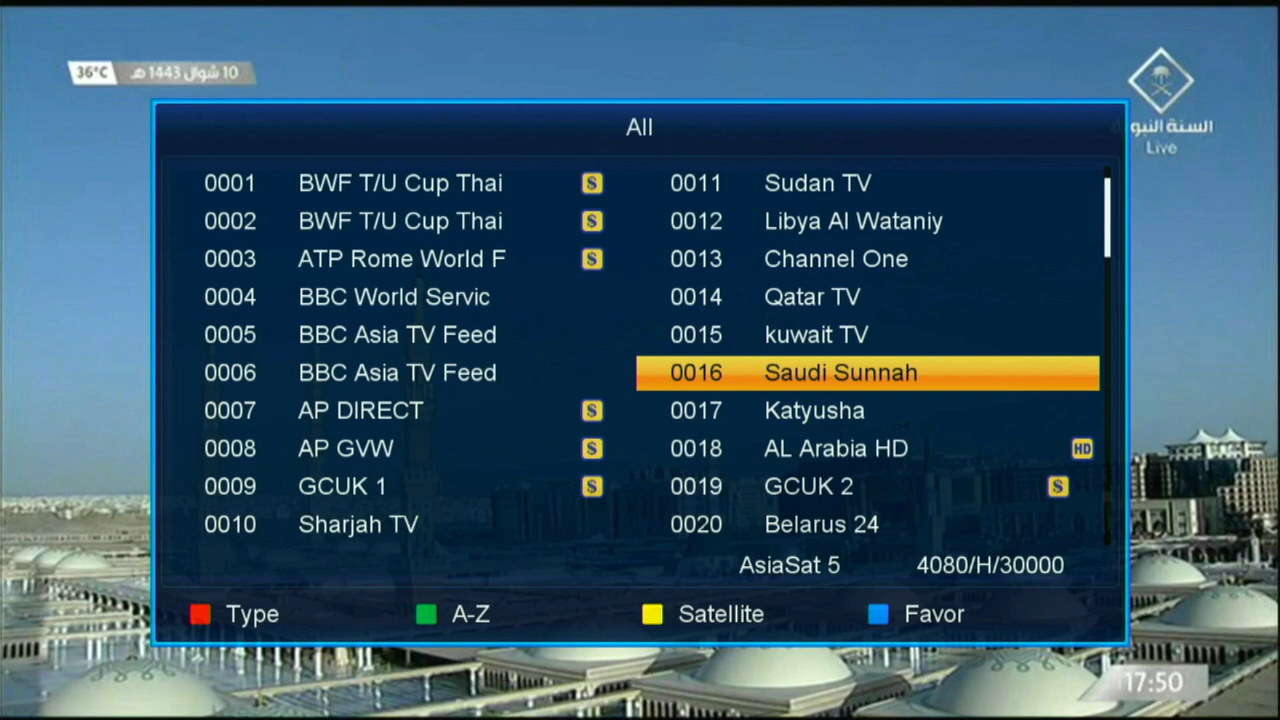 36°C 10 شوال 1443 هـ
السنة النبوية
Live
All
0001 BWF T/U Cup Thai $
0002 BWF T/U Cup Thai $
0003 ATP Rome World F $
0004 BBC World Servic
0005 BBC Asia TV Feed
0006 BBC Asia TV Feed
0007 AP DIRECT $
0008 AP GVW $
0009 GCUK 1 $
0010 Sharjah TV
0011 Sudan TV
0012 Libya Al Wataniy
0013 Channel One
0014 Qatar TV
0015 kuwait TV
0016 Saudi Sunnah
0017 Katyusha
0018 AL Arabia HD HD
0019 GCUK 2 $
0020 Belarus 24
AsiaSat 5 4080/H/30000
Type A-Z Satellite Favor
17:50